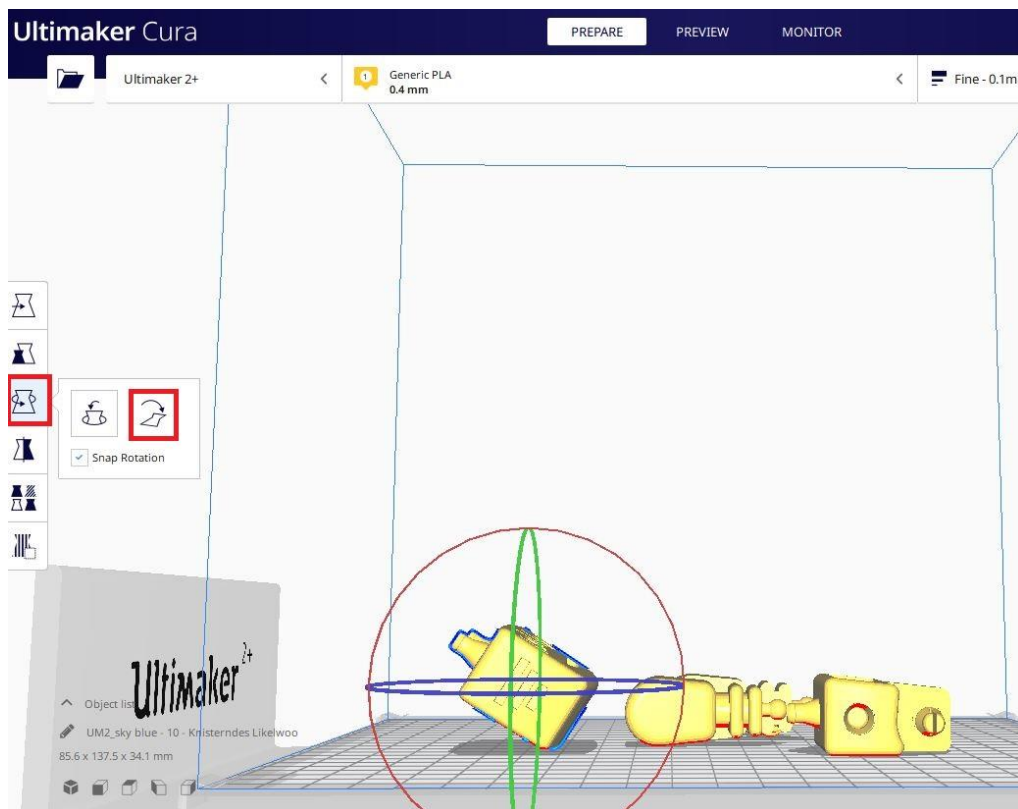 Ultimaker Cura
PREPARE
PREVIEW
MONITOR
Ultimaker 2+
1
Generic PLA
0.4 mm
Fine - 0.1m
Snap Rotation
Ultimaker 2+
Object list
UM2_sky blue - 10 - Knisterndes Likelwoo
85.6 x 137.5 x 34.1 mm